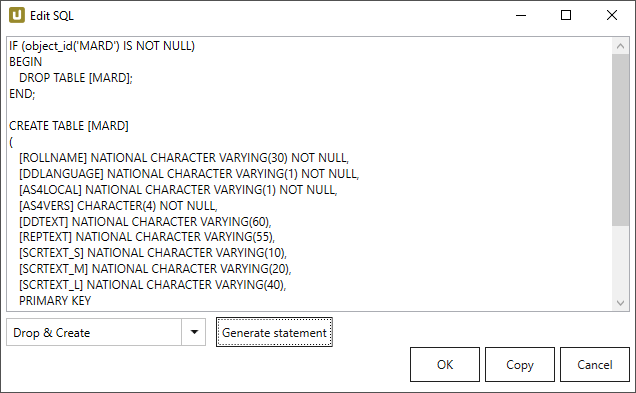 Edit SQL
IF (object_id('MARD') IS NOT NULL)
BEGIN
DROP TABLE [MARD];
END;
CREATE TABLE [MARD]
(
[ROLLNAME] NATIONAL CHARACTER VARYING(30) NOT NULL,
[DDLANGUAGE] NATIONAL CHARACTER VARYING(1) NOT NULL,
[AS4LOCAL] NATIONAL CHARACTER VARYING(1) NOT NULL,
[AS4VERS] CHARACTER(4) NOT NULL,
[DDTEXT] NATIONAL CHARACTER VARYING(60),
[REPTEXT] NATIONAL CHARACTER VARYING(55),
[SCRTEXT_S] NATIONAL CHARACTER VARYING(10),
[SCRTEXT_M] NATIONAL CHARACTER VARYING(20),
[SCRTEXT_L] NATIONAL CHARACTER VARYING(40),
PRIMARY KEY
Drop & Create
Generate statement
OK
Copy
Cancel